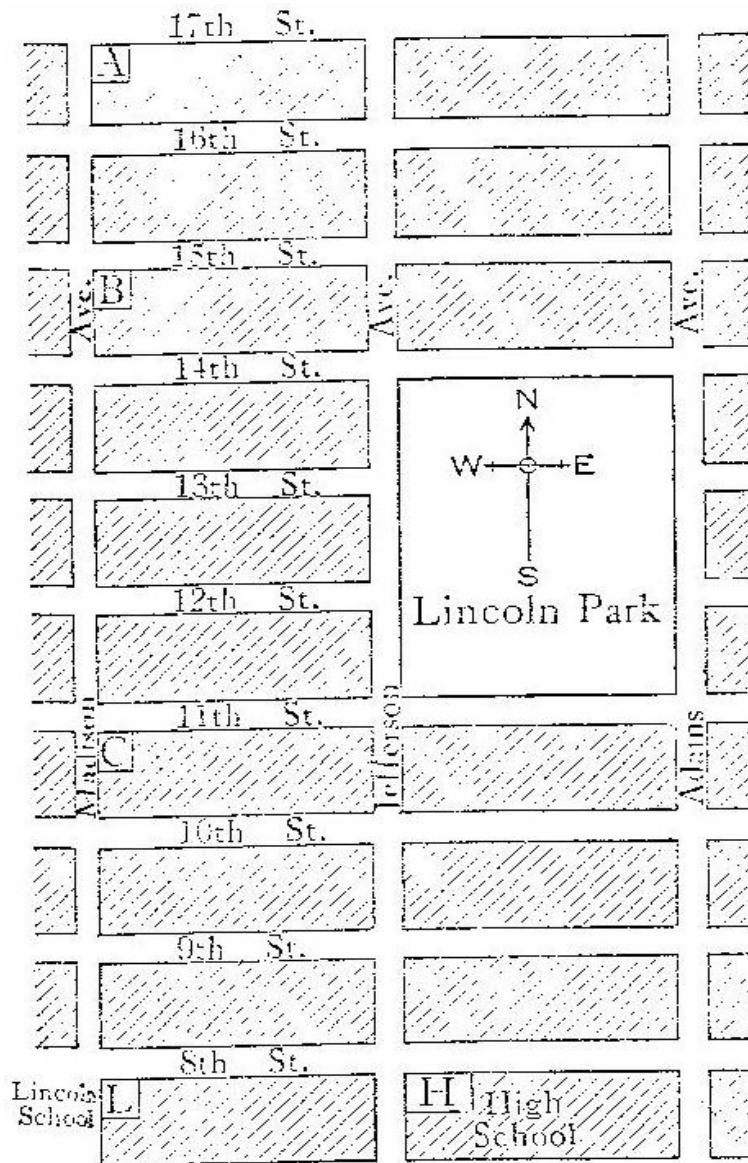 17th St.
A
16th St.
15th St.
B
Ave.
Ave.
Ave.
14th St.
N
W E
S
13th St.
Lincoln Park
12th St.
11th St.
Madison
Jefferson
Adams
C
10th St.
9th St.
8th St.
Lincoln
School
L
H High
School